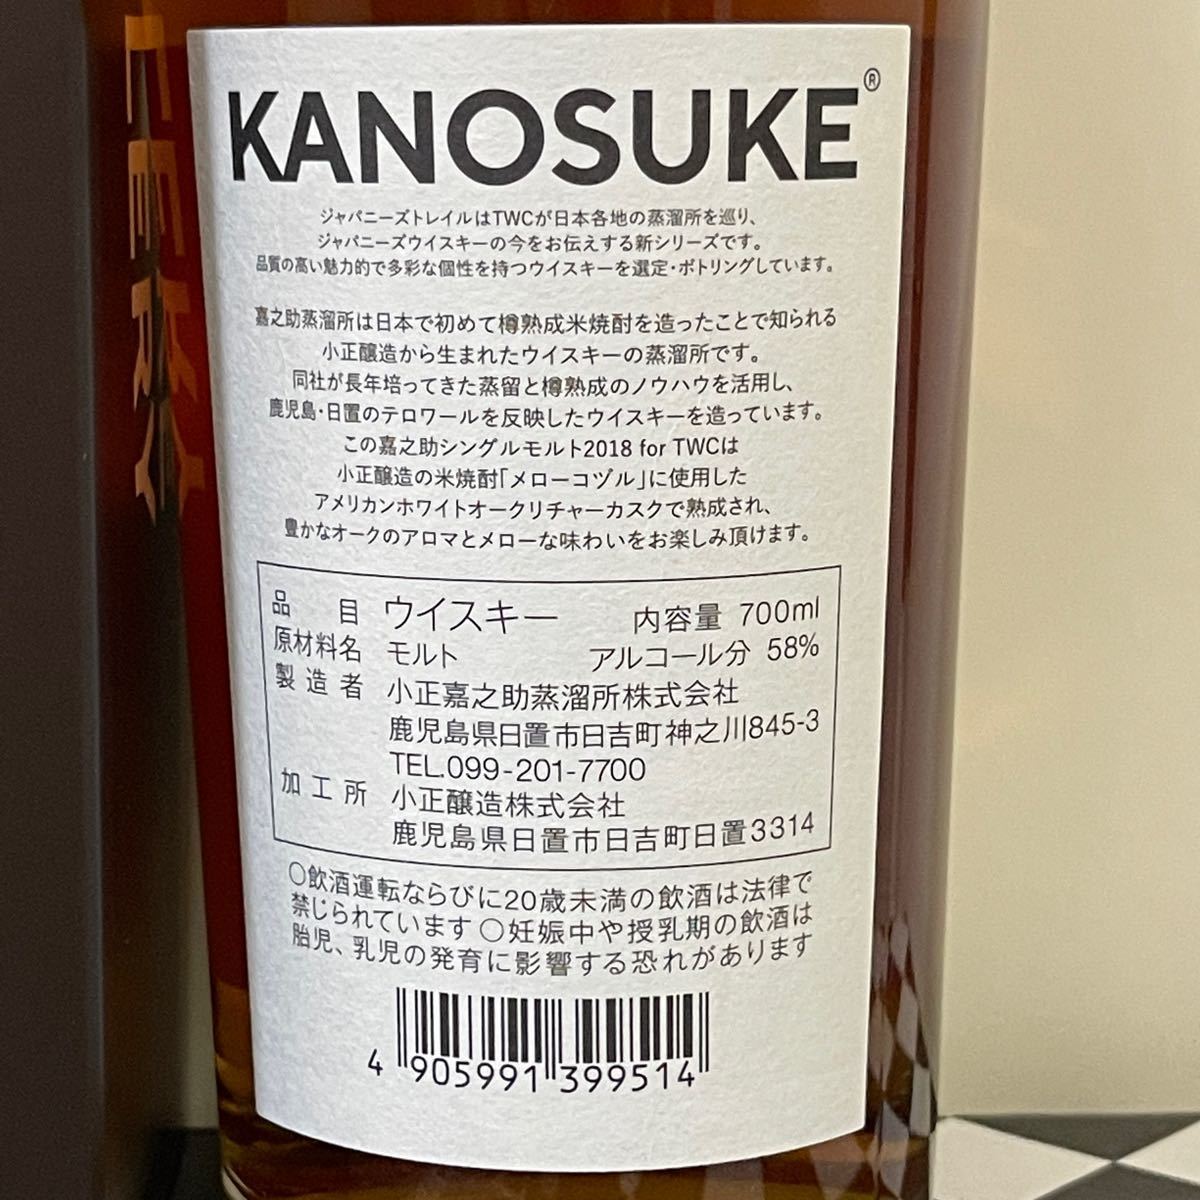 KANOSUKE®
ジャパニーズトレイルはTWCが日本各地の蒸溜所を巡り、
ジャパニーズウイスキーの今をお伝えする新シリーズです。
品質の高い魅力的で多彩な個性を持つウイスキーを選定・ボトリングしています。
嘉之助蒸溜所は日本で初めて樽熟成米焼酎を造ったことで知られる
小正醸造から生まれたウイスキーの蒸溜所です。
同社が長年培ってきた蒸留と樽熟成のノウハウを活用し、
鹿児島・日置のテロワールを反映したウイスキーを造っています。
この嘉之助シングルモルト2018 for TWCは
小正醸造の米焼酎「メローコヅル」に使用した
アメリカンホワイトオークリチャーカスクで熟成され、
豊かなオークのアロマとメローな味わいをお楽しみ頂けます。
品目 ウイスキー 内容量 700ml
原材料名 モルト アルコール分 58%
製造者 小正嘉之助蒸溜所株式会社
鹿児島県日置市日吉町神之川845-3
TEL.099-201-7700
加工所 小正醸造株式会社
鹿児島県日置市日吉町日置3314
○飲酒運転ならびに20歳未満の飲酒は法律で
禁じられています ○妊娠中や授乳期の飲酒は
胎児、乳児の発育に影響する恐れがあります
4 905991 399514